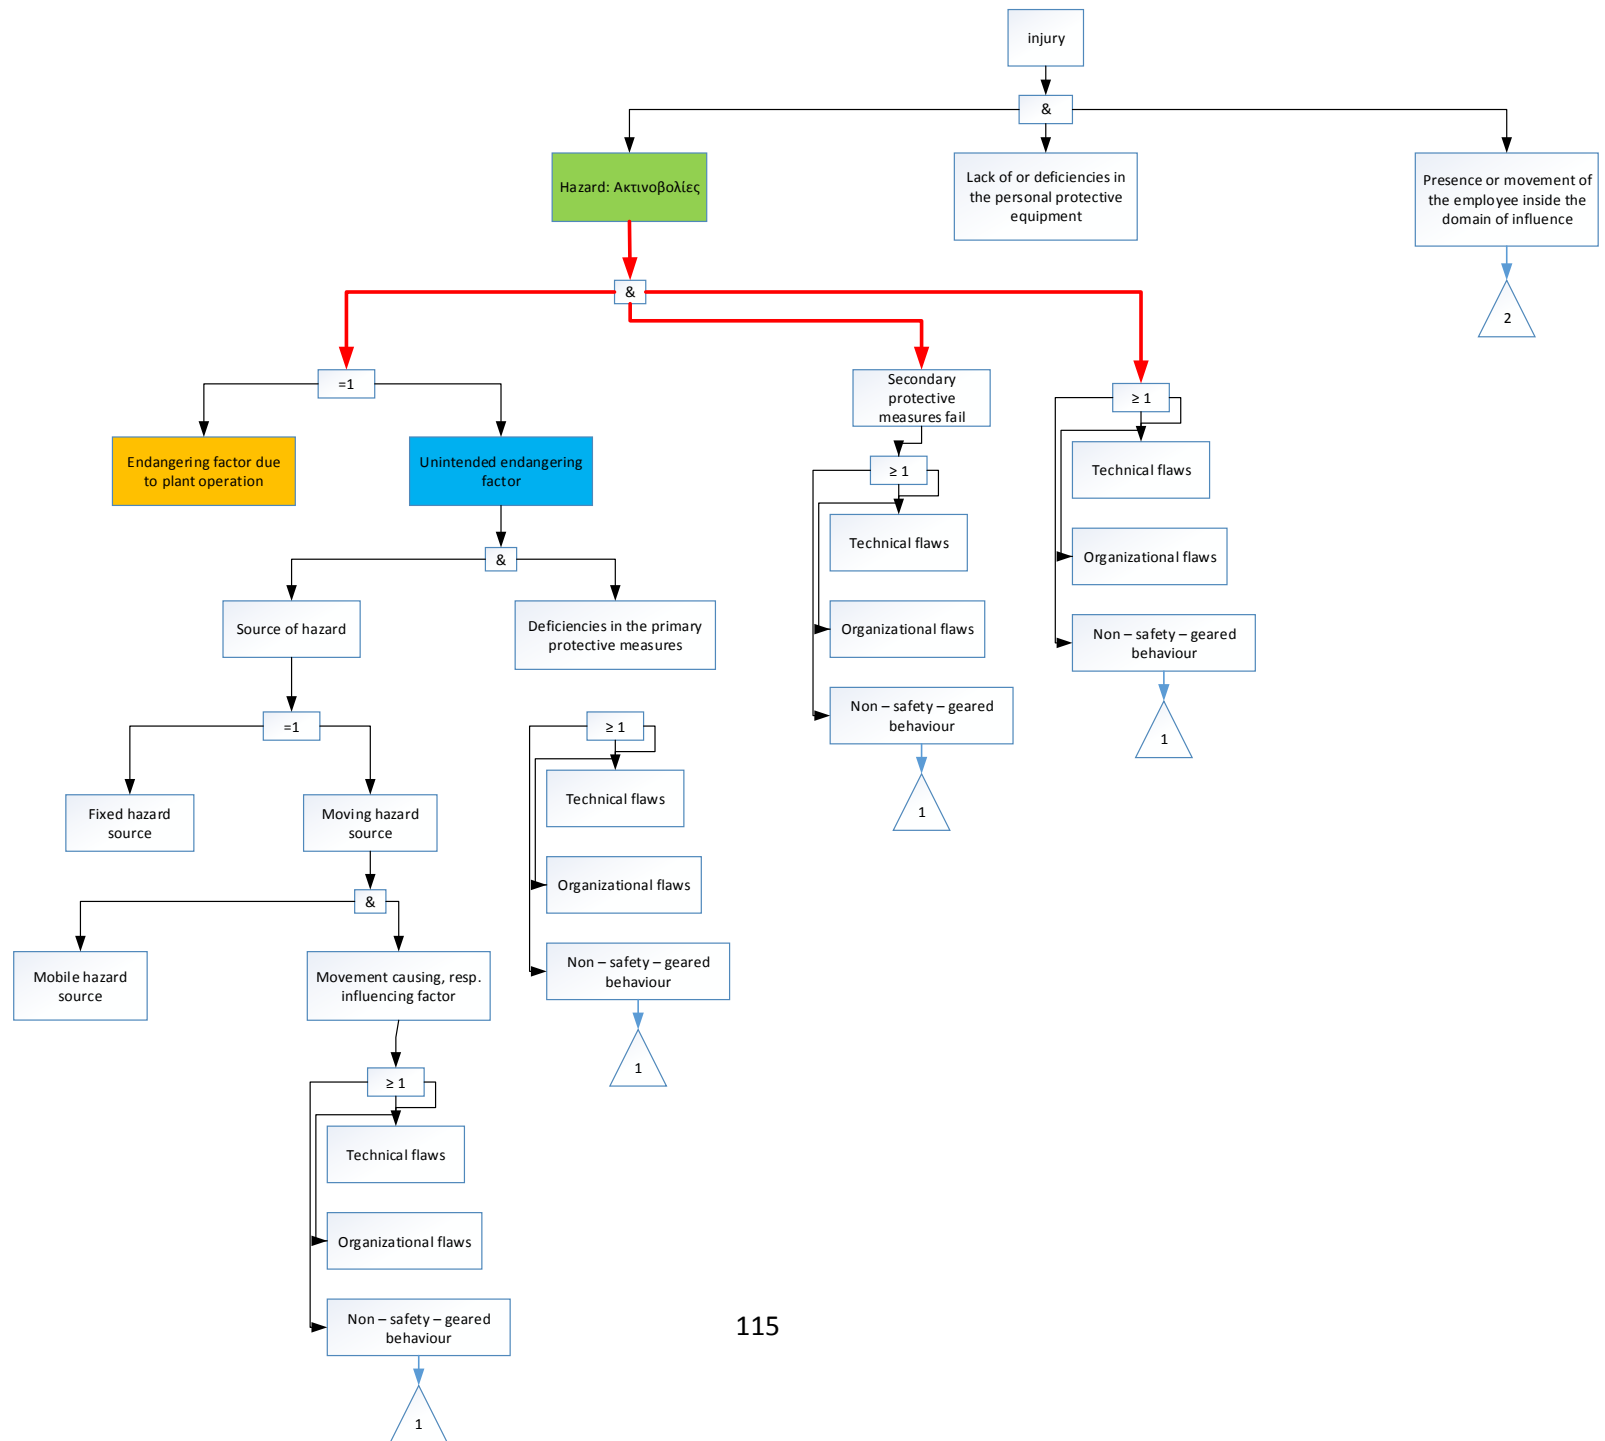 injury
&
Hazard: Ακτινοβολίες
Lack of or deficiencies in
the personal protective
equipment
Presence or movement of
the employee inside the
domain of influence
2
&
=1
Endangering factor due
to plant operation
Unintended endangering
factor
&
Source of hazard
Deficiencies in the primary
protective measures
=1
Fixed hazard
source
Moving hazard
source
&
Mobile hazard
source
Movement causing, resp.
influencing factor
≥ 1
Technical flaws
Organizational flaws
Non – safety – geared
behaviour
1
≥ 1
Technical flaws
Organizational flaws
Non – safety – geared
behaviour
1
Secondary
protective
measures fail
≥ 1
Technical flaws
Organizational flaws
Non – safety – geared
behaviour
1
≥ 1
Technical flaws
Organizational flaws
Non – safety – geared
behaviour
1
115